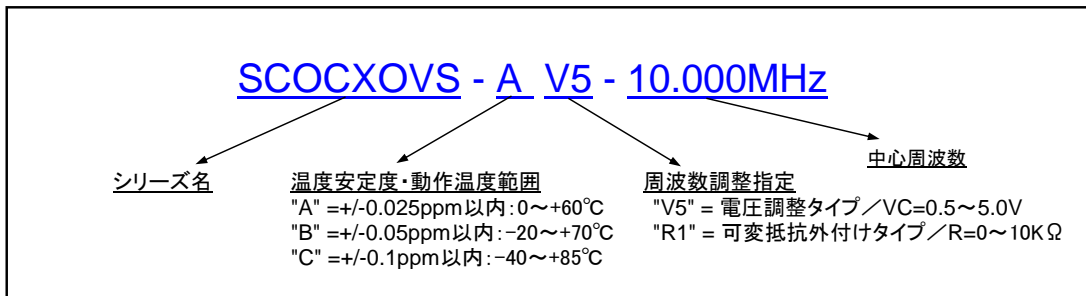 SCOCXOVS - A V5 - 10.000MHz
中心周波数
シリーズ名
温度安定度・動作温度範囲
"A" =+/-0.025ppm以内:0～+60℃
"B" =+/-0.05ppm以内:-20～+70℃
"C" =+/-0.1ppm以内:-40～+85℃
周波数調整指定
"V5" = 電圧調整タイプ／VC=0.5～5.0V
"R1" = 可変抵抗外付けタイプ／R=0～10KΩ